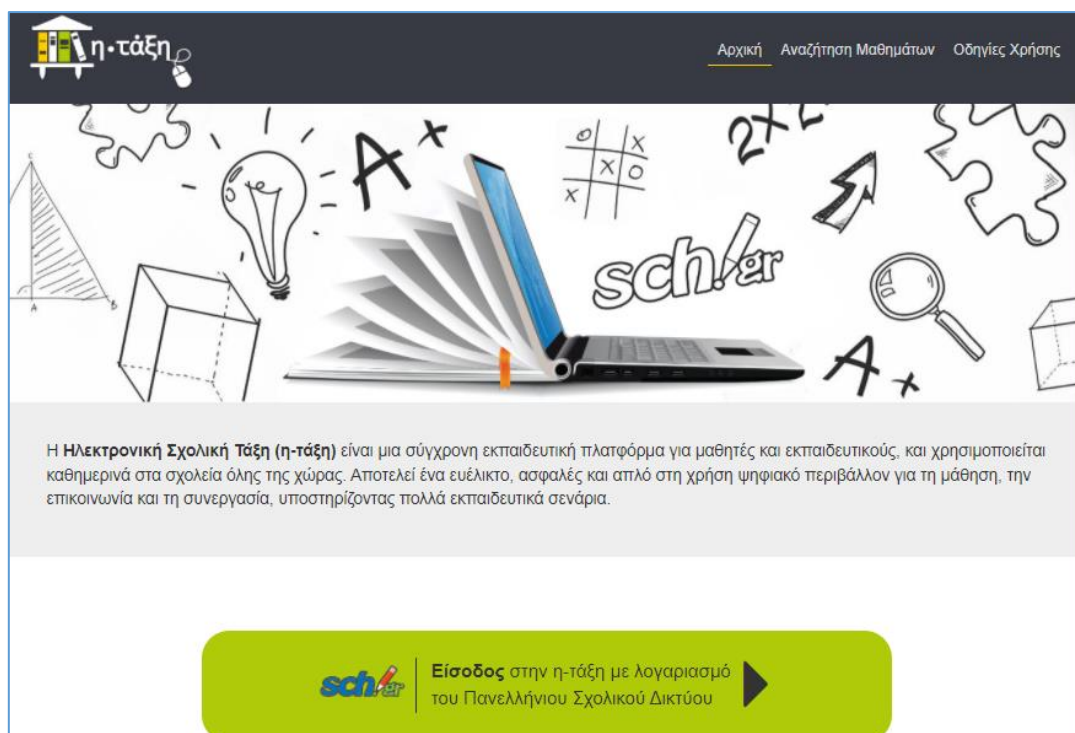 η·τάξη
Αρχική Αναζήτηση Μαθημάτων Οδηγίες Χρήσης
A+
2x2
o x
x o
x
sch.gr
C
A
B
A+
Η Ηλεκτρονική Σχολική Τάξη (η-τάξη) είναι μια σύγχρονη εκπαιδευτική πλατφόρμα για μαθητές και εκπαιδευτικούς, και χρησιμοποιείται
καθημερινά στα σχολεία όλης της χώρας. Αποτελεί ένα ευέλικτο, ασφαλές και απλό στη χρήση ψηφιακό περιβάλλον για τη μάθηση, την
επικοινωνία και τη συνεργασία, υποστηρίζοντας πολλά εκπαιδευτικά σενάρια.
sch.gr
Είσοδος στην η-τάξη με λογαριασμό
του Πανελλήνιου Σχολικού Δικτύου